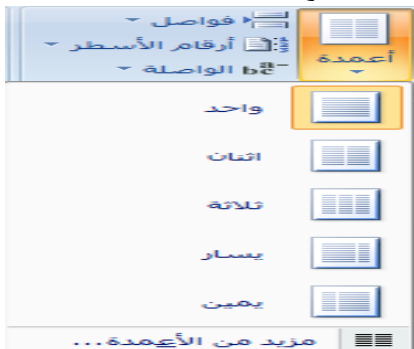 فواصل
أرقام الأسطر
الواصلة
أعمدة
واحد
اثنان
ثلاثة
يسار
يمين
مزيد من الأعمدة...